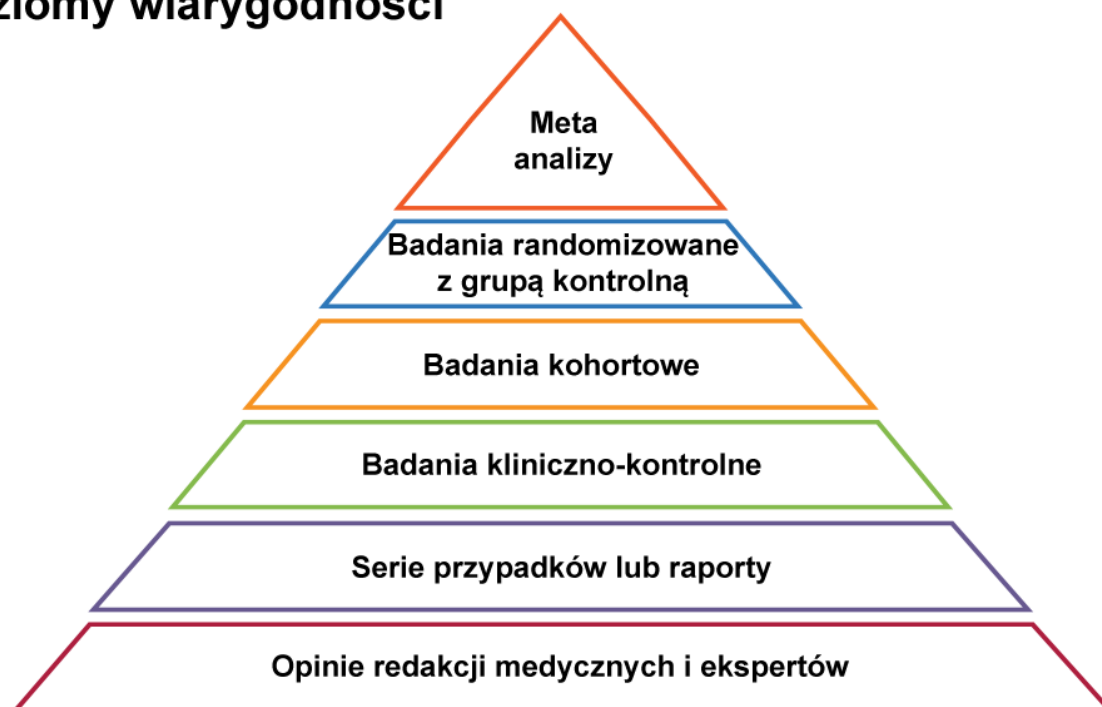 ziomy wiarygodności
Meta
analizy
Badania randomizowane
z grupą kontrolną
Badania kohortowe
Badania kliniczno-kontrolne
Serie przypadków lub raporty
Opinie redakcji medycznych i ekspertów